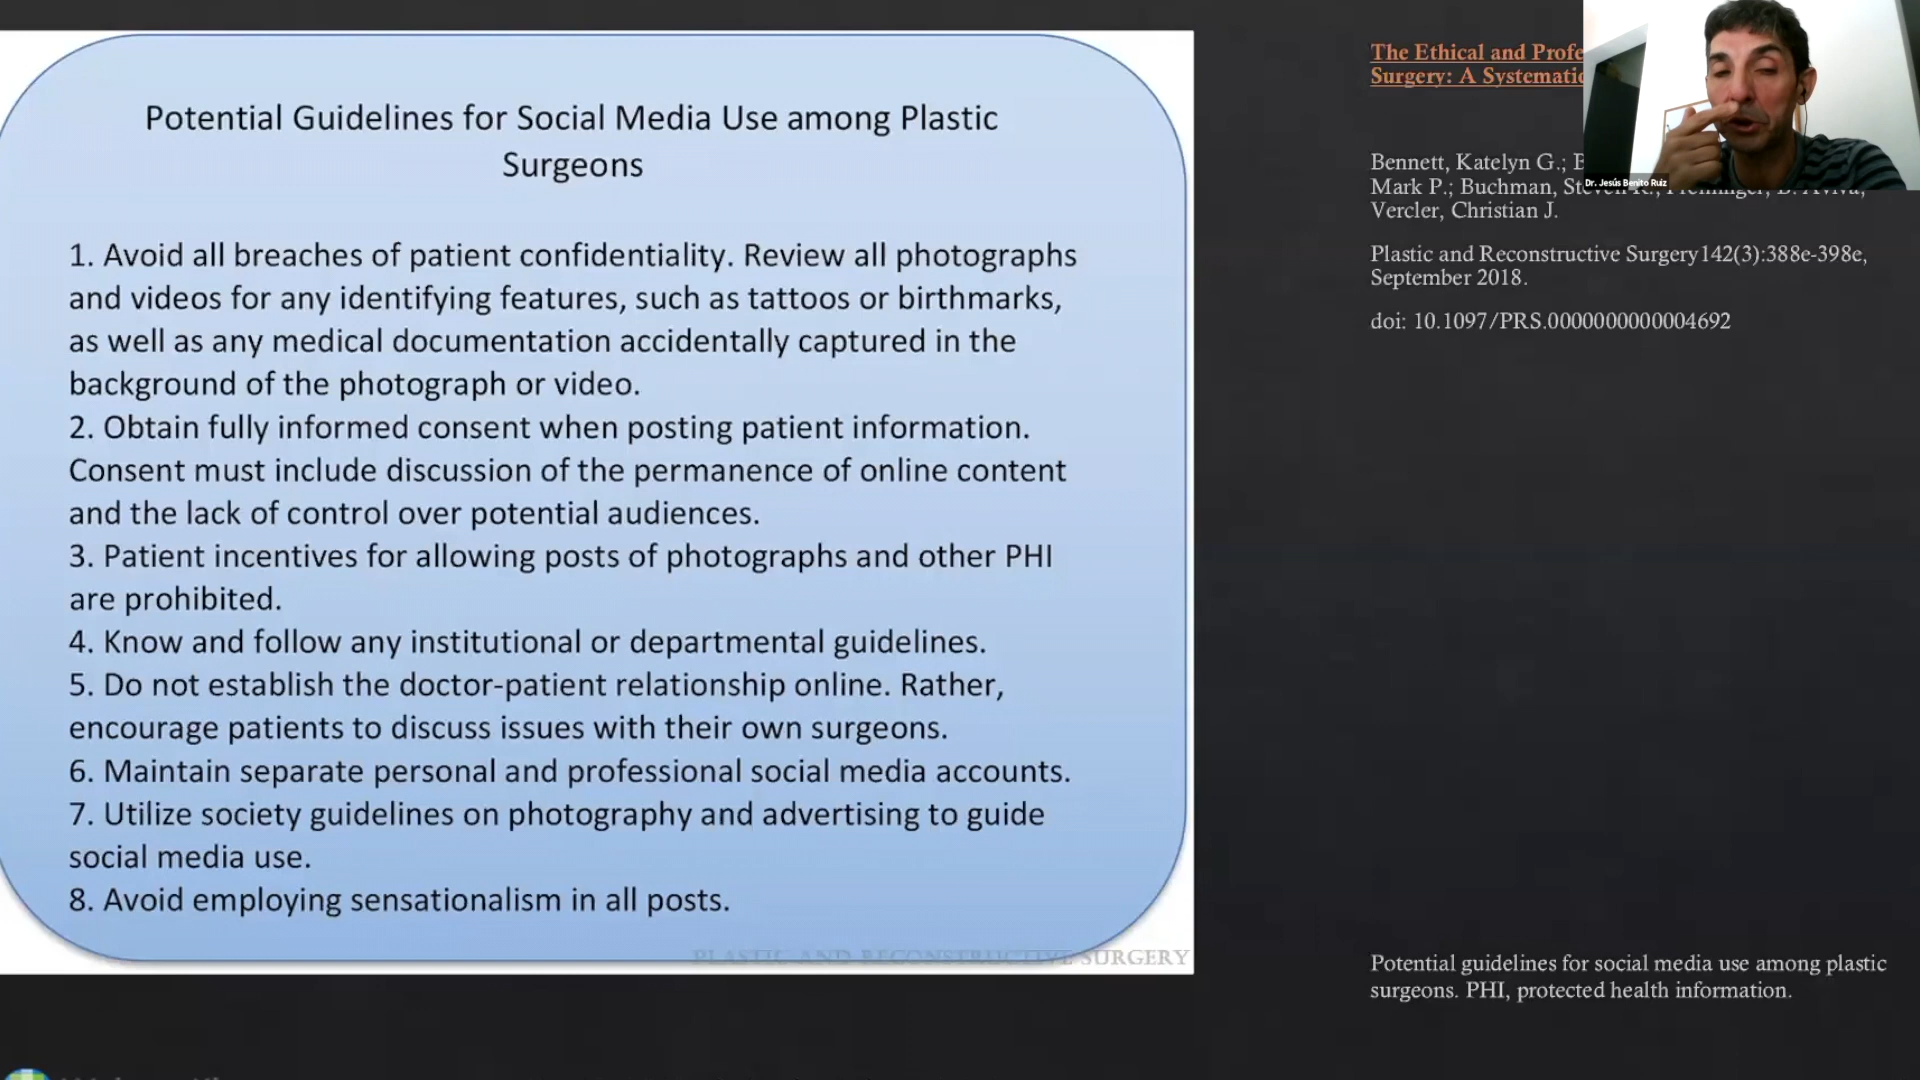 Potential Guidelines for Social Media Use among Plastic
Surgeons
1. Avoid all breaches of patient confidentiality. Review all photographs
and videos for any identifying features, such as tattoos or birthmarks,
as well as any medical documentation accidentally captured in the
background of the photograph or video.
2. Obtain fully informed consent when posting patient information.
Consent must include discussion of the permanence of online content
and the lack of control over potential audiences.
3. Patient incentives for allowing posts of photographs and other PHI
are prohibited.
4. Know and follow any institutional or departmental guidelines.
5. Do not establish the doctor-patient relationship online. Rather,
encourage patients to discuss issues with their own surgeons.
6. Maintain separate personal and professional social media accounts.
7. Utilize society guidelines on photography and advertising to guide
social media use.
8. Avoid employing sensationalism in all posts.
PLASTIC AND RECONSTRUCTIVE SURGERY
The Ethical and Profe
Surgery: A Systematic
Bennett, Katelyn G.; B
Mark P.; Buchman, Steven
Vercler, Christian J.
Plastic and Reconstructive Surgery142(3):388e-398e,
September 2018.
doi: 10.1097/PRS.0000000000004692
Dr. Jesús Benito Ruiz
Potential guidelines for social media use among plastic
surgeons. PHI, protected health information.